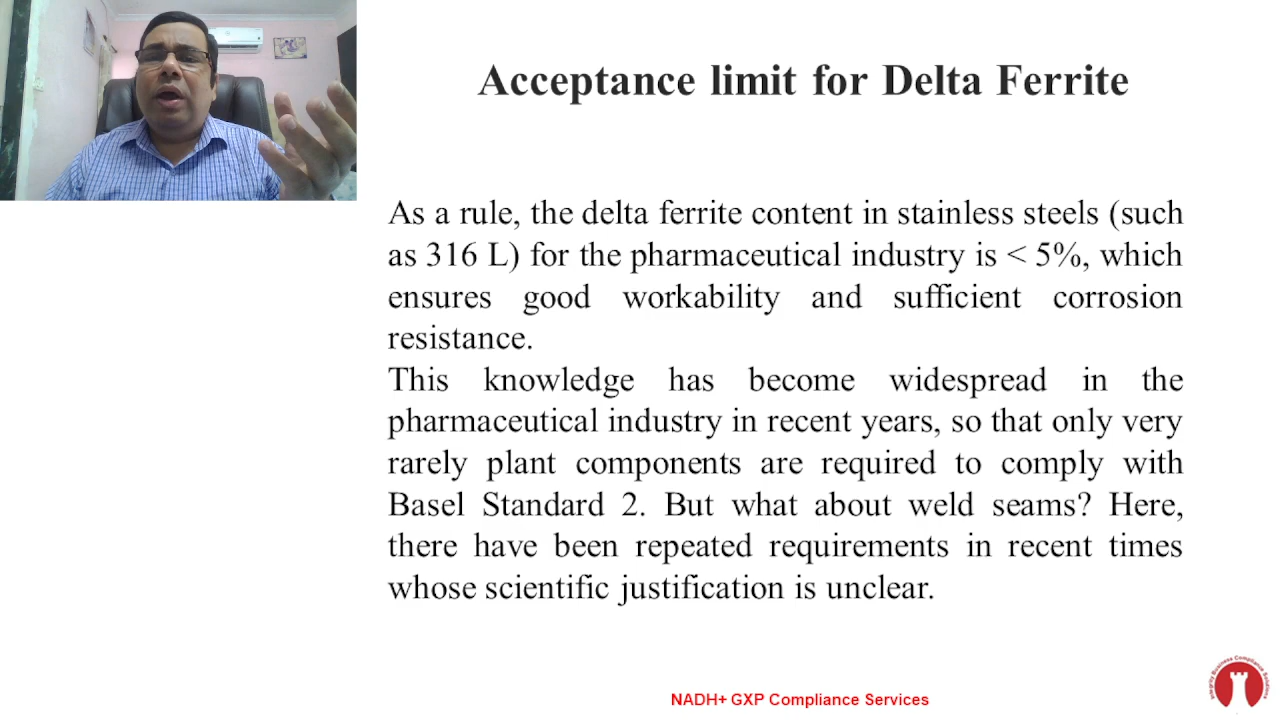 Acceptance limit for Delta Ferrite
As a rule, the delta ferrite content in stainless steels (such
as 316 L) for the pharmaceutical industry is < 5%, which
ensures good workability and sufficient corrosion
resistance.
This knowledge has become widespread in the
pharmaceutical industry in recent years, so that only very
rarely plant components are required to comply with
Basel Standard 2. But what about weld seams? Here,
there have been repeated requirements in recent times
whose scientific justification is unclear.
Integrity Business Compliance Solutions
NADH+ GXP Compliance Services